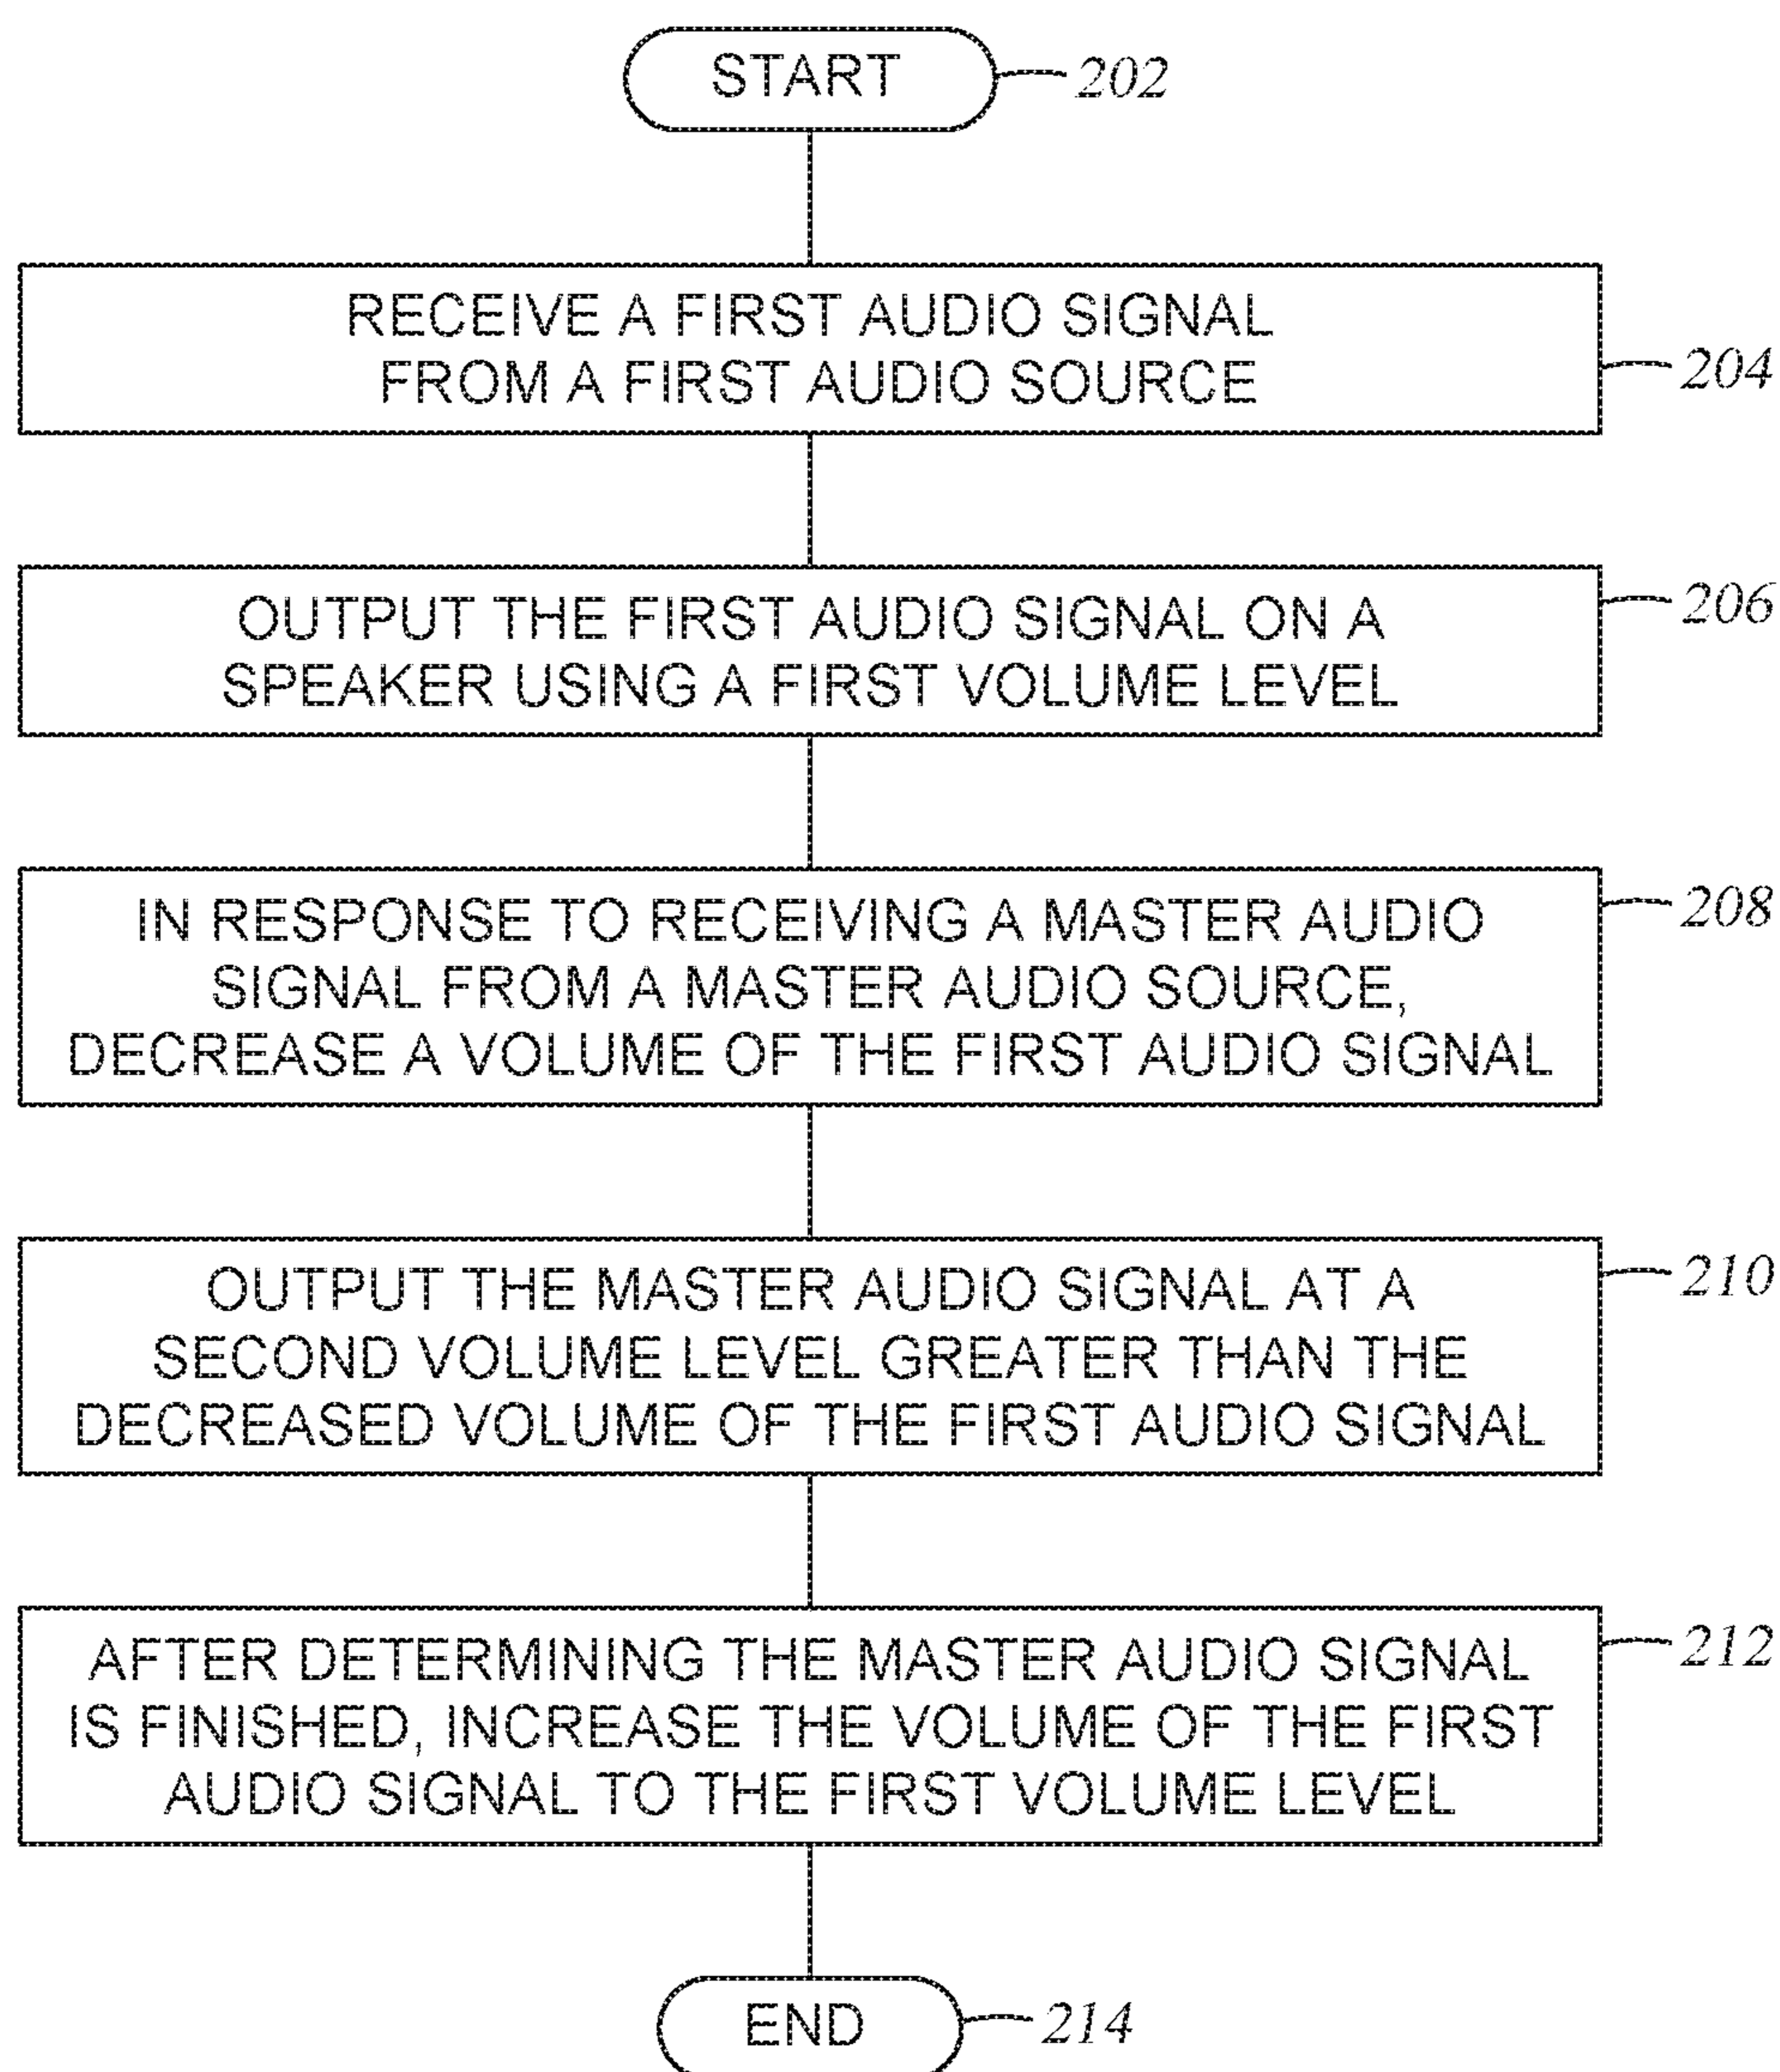 START
202
RECEIVE A FIRST AUDIO SIGNAL
FROM A FIRST AUDIO SOURCE
204
OUTPUT THE FIRST AUDIO SIGNAL ON A
SPEAKER USING A FIRST VOLUME LEVEL
206
IN RESPONSE TO RECEIVING A MASTER AUDIO
SIGNAL FROM A MASTER AUDIO SOURCE,
DECREASE A VOLUME OF THE FIRST AUDIO SIGNAL
208
OUTPUT THE MASTER AUDIO SIGNAL AT A
SECOND VOLUME LEVEL GREATER THAN THE
DECREASED VOLUME OF THE FIRST AUDIO SIGNAL
210
AFTER DETERMINING THE MASTER AUDIO SIGNAL
IS FINISHED, INCREASE THE VOLUME OF THE FIRST
AUDIO SIGNAL TO THE FIRST VOLUME LEVEL
212
END
214